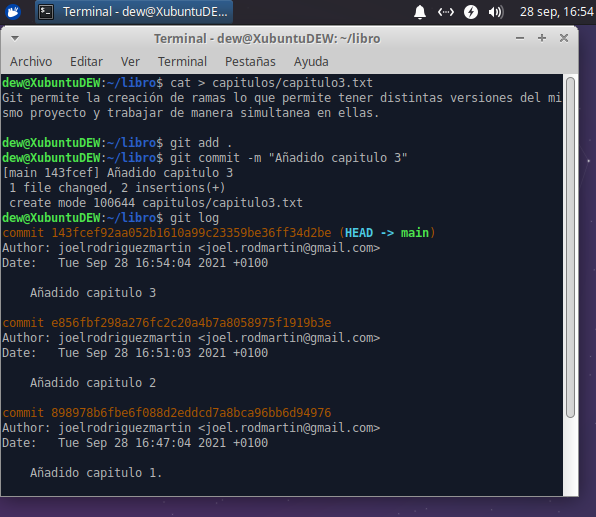 Terminal - dew@XubuntuDE... 28 sep, 16:54
Terminal - dew@XubuntuDEW: ~/libro
Archivo Editar Ver Terminal Pestañas Ayuda
dew@XubuntuDEW:~/libro$ cat > capitulos/capitulo3.txt
Git permite la creación de ramas lo que permite tener distintas versiones del mi
smo proyecto y trabajar de manera simultanea en ellas.
dew@XubuntuDEW:~/libro$ git add .
dew@XubuntuDEW:~/libro$ git commit -m "Añadido capitulo 3"
[main 143fcef] Añadido capitulo 3
1 file changed, 2 insertions(+)
create mode 100644 capitulos/capitulo3.txt
dew@XubuntuDEW:~/libro$ git log
commit 143fcef92aa052b1610a99c23359be36ff34d2be (HEAD -> main)
Author: joelrodriguezmartin <joel.rodmartin@gmail.com>
Date:   Tue Sep 28 16:54:04 2021 +0100
Añadido capitulo 3
commit e856fbf298a276fc2c20a4b7a8058975f1919b3e
Author: joelrodriguezmartin <joel.rodmartin@gmail.com>
Date:   Tue Sep 28 16:51:03 2021 +0100
Añadido capitulo 2
commit 898978b6fbe6f088d2eddcd7a8bca96bb6d94976
Author: joelrodriguezmartin <joel.rodmartin@gmail.com>
Date:   Tue Sep 28 16:47:04 2021 +0100
Añadido capitulo 1.